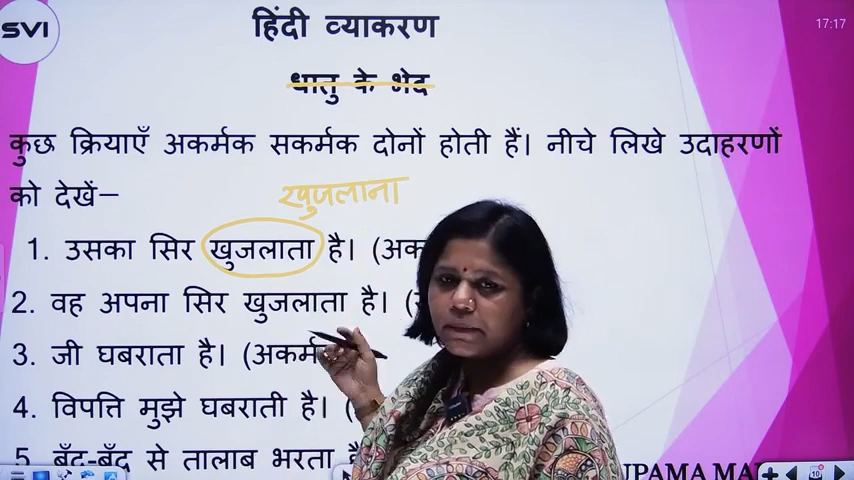 SVI
17:17
हिंदी व्याकरण
धातु के भेद
कुछ क्रियाएँ अकर्मक सकर्मक दोनों होती हैं। नीचे लिखे उदाहरणों
को देखें–
खुजलाना
1. उसका सिर खुजलाता है। (अक
2. वह अपना सिर खुजलाता है। (
3. जी घबराता है। (अकर्म
4. विपत्ति मुझे घबराती है। (
5. बूँद-बूँद से तालाब भरता है
UPAMA MA
10